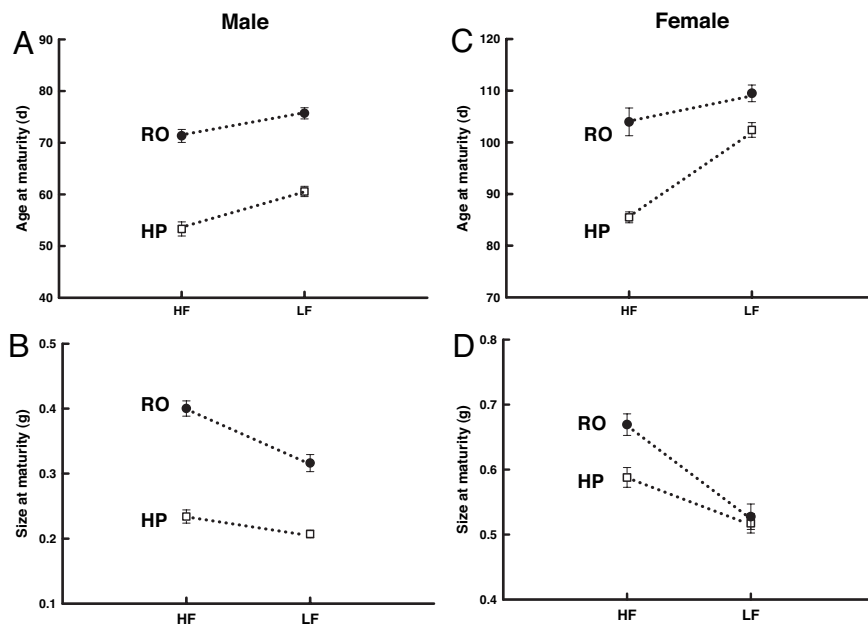 Male
A
90
80
70
60
50
40
Age at maturity (d)
RO
HP
HF
LF
Female
C
120
110
100
90
80
70
Age at maturity (d)
RO
HP
HF
LF
B
0.5
0.4
0.3
0.2
0.1
Size at maturity (g)
RO
HP
HF
LF
D
0.8
0.7
0.6
0.5
0.4
Size at maturity (g)
RO
HP
HF
LF